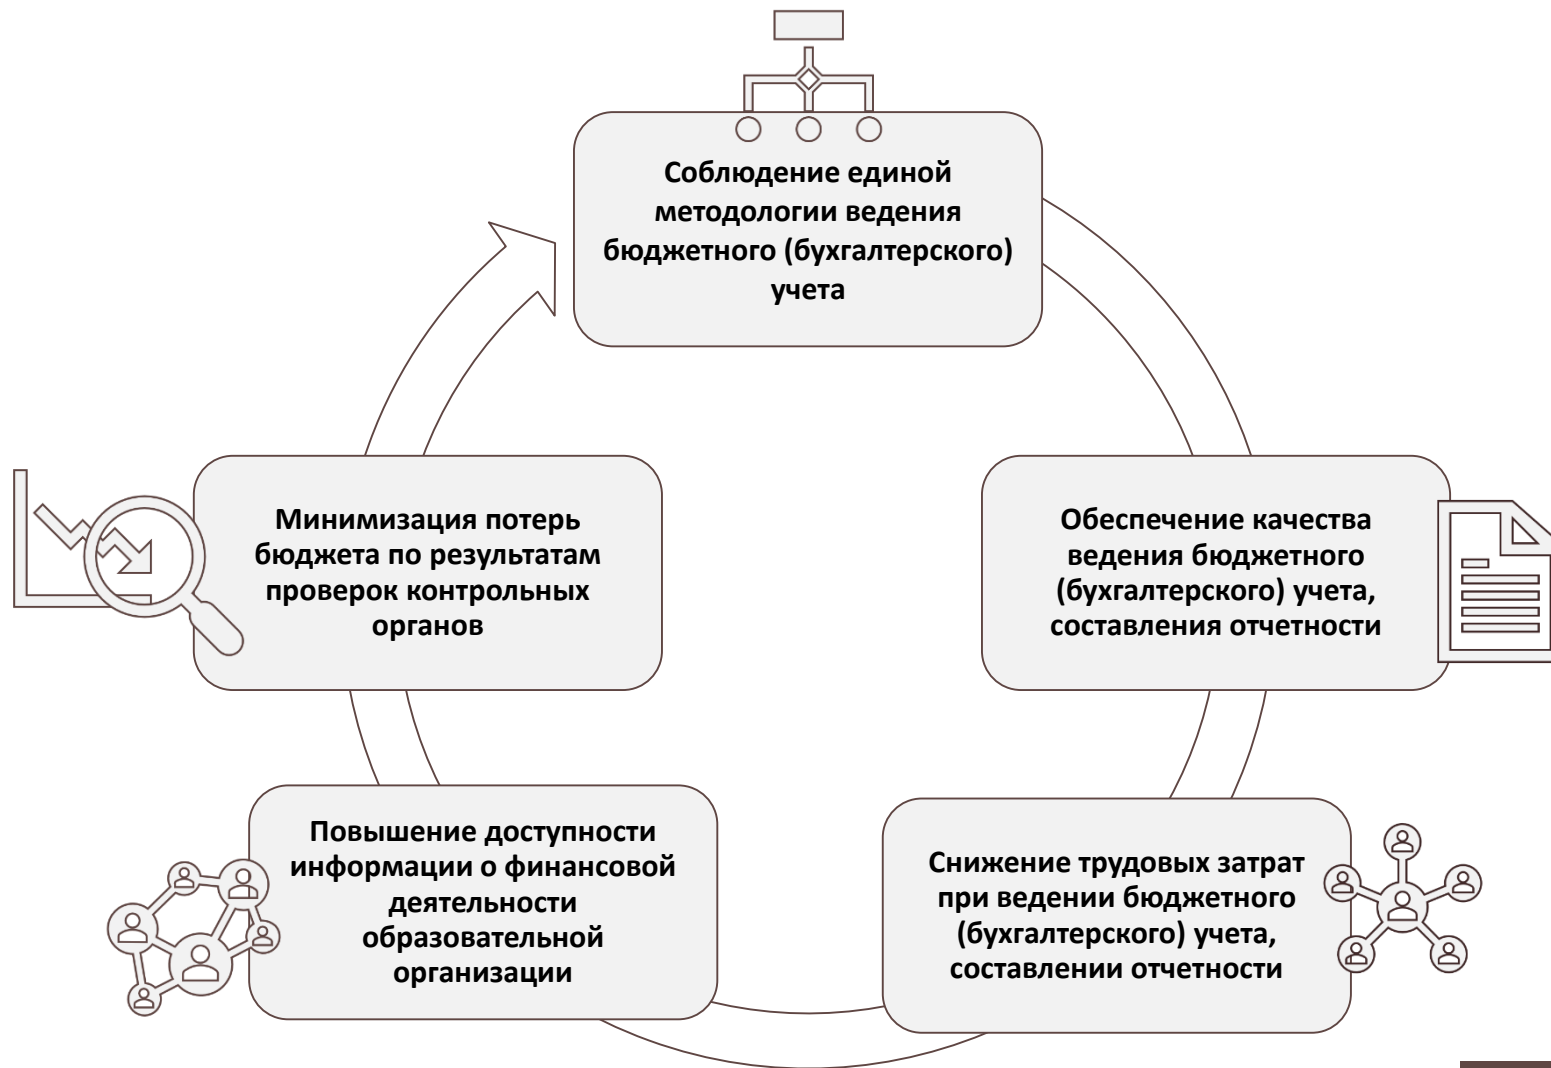 Соблюдение единой
методологии ведения
бюджетного (бухгалтерского)
учета
Обеспечение качества
ведения бюджетного
(бухгалтерского) учета,
составления отчетности
Снижение трудовых затрат
при ведении бюджетного
(бухгалтерского) учета,
составлении отчетности
Повышение доступности
информации о финансовой
деятельности
образовательной
организации
Минимизация потерь
бюджета по результатам
проверок контрольных
органов